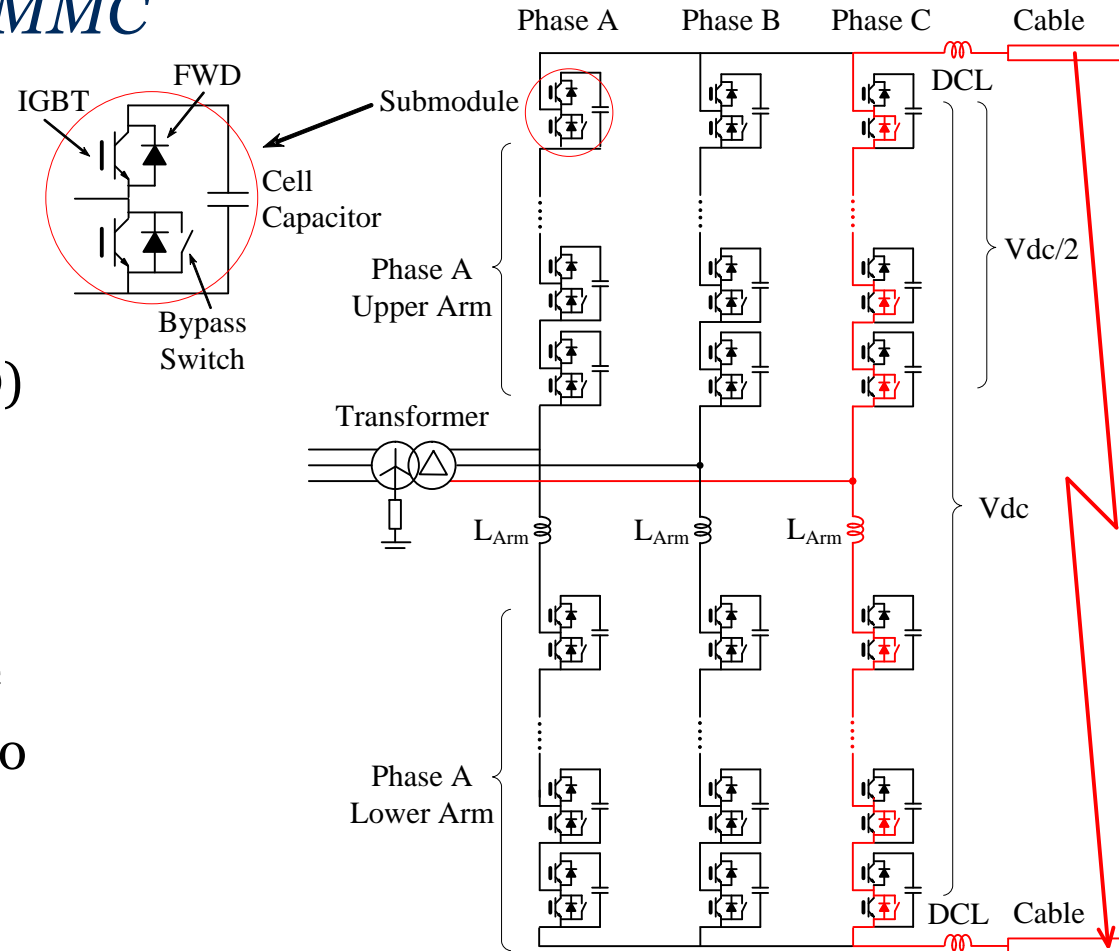 MMC
Phase A
Phase B
Phase C
Cable
FWD
IGBT
Submodule
DCL
Cell
Capacitor
Bypass
Switch
Phase A
Upper Arm
Vdc/2
)
Transformer
Vdc
LArm
LArm
LArm
o
Phase A
Lower Arm
DCL
Cable